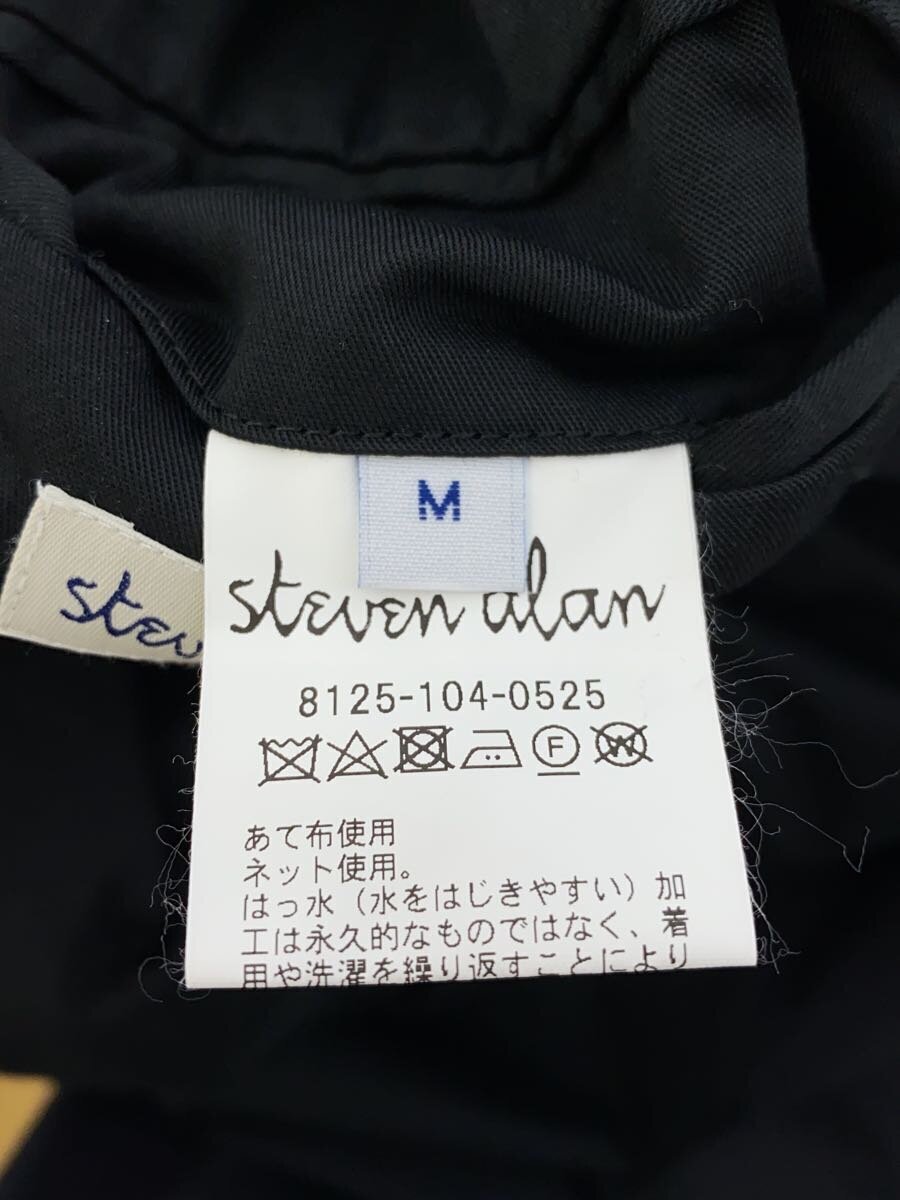 M
steven alan
stev
8125-104-0525
F W
あて布使用
ネット使用。
はっ水（水をはじきやすい）加
工は永久的なものではなく、着
用や洗濯を繰り返すことにより